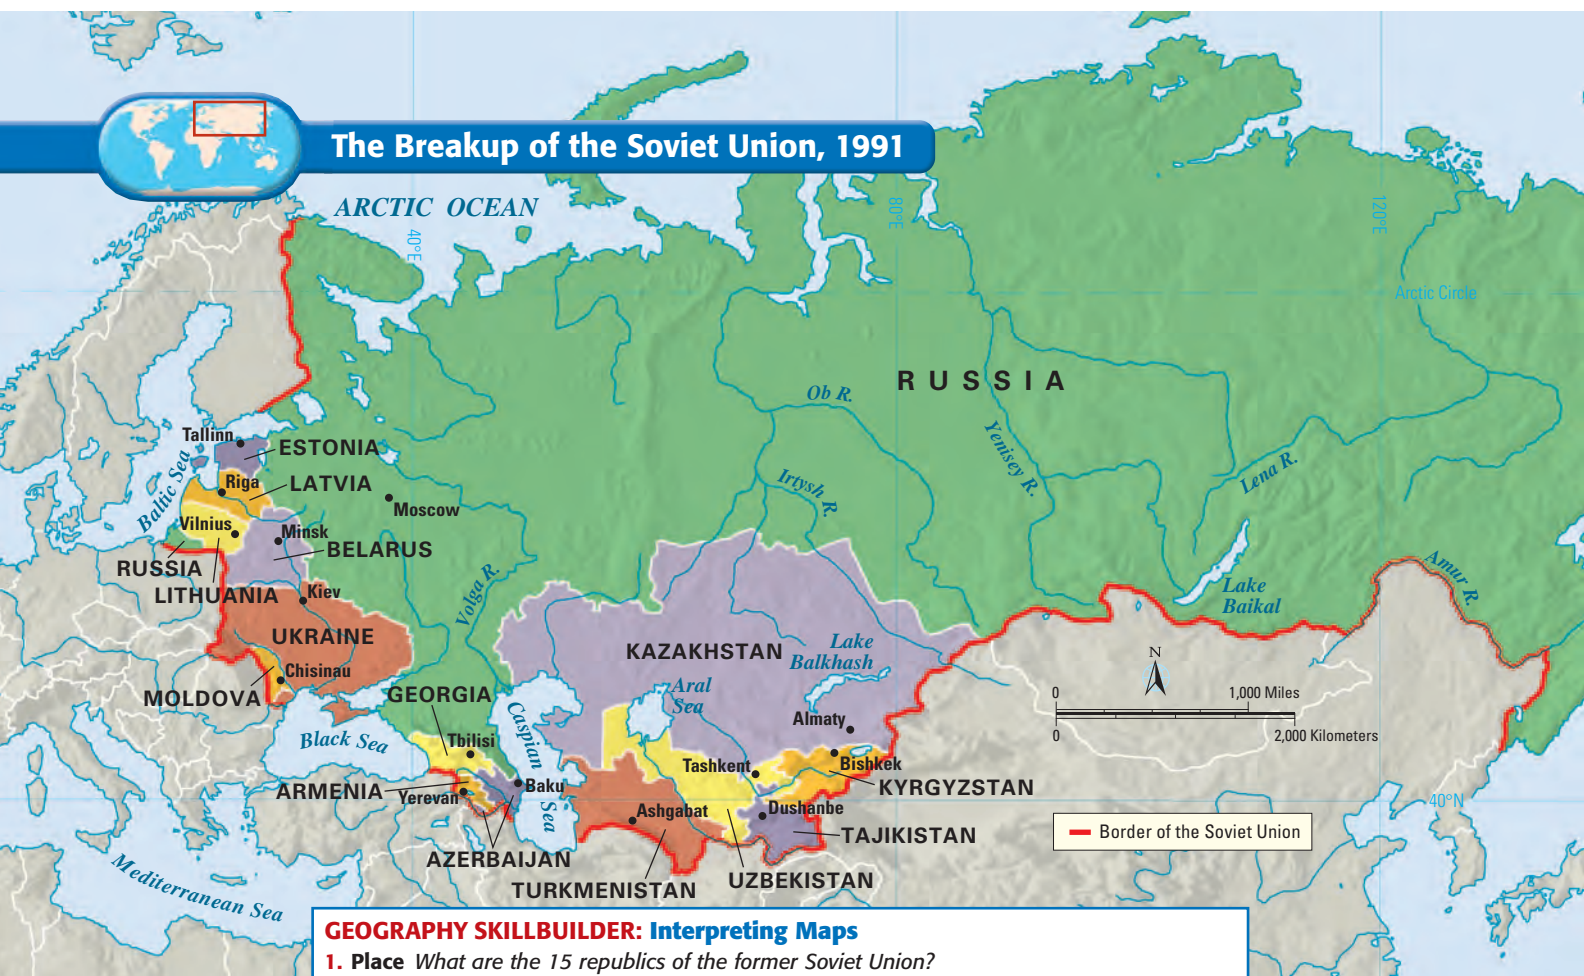 The Breakup of the Soviet Union, 1991
ARCTIC OCEAN
40°E
80°E
120°E
Arctic Circle
RUSSIA
Ob R.
Yenisey R.
Irtysh R.
Lena R.
Tallinn
ESTONIA
Baltic Sea
Riga
LATVIA
Moscow
Vilnius
Minsk
BELARUS
RUSSIA
LITHUANIA
Kiev
Volga R.
Lake
Baikal
Amur R.
UKRAINE
KAZAKHSTAN
Lake
Balkhash
Chisinau
MOLDOVA
GEORGIA
Aral
Sea
N
0
1,000 Miles
0
2,000 Kilometers
Almaty
Black Sea
Caspian
Sea
Tbilisi
Tashkent
Bishkek
KYRGYZSTAN
ARMENIA
Yerevan
Baku
Ashgabat
Dushanbe
40°N
TAJIKISTAN
Border of the Soviet Union
AZERBAIJAN
TURKMENISTAN
UZBEKISTAN
Mediterranean Sea
GEOGRAPHY SKILLBUILDER: Interpreting Maps
1. Place What are the 15 republics of the former Soviet Union?